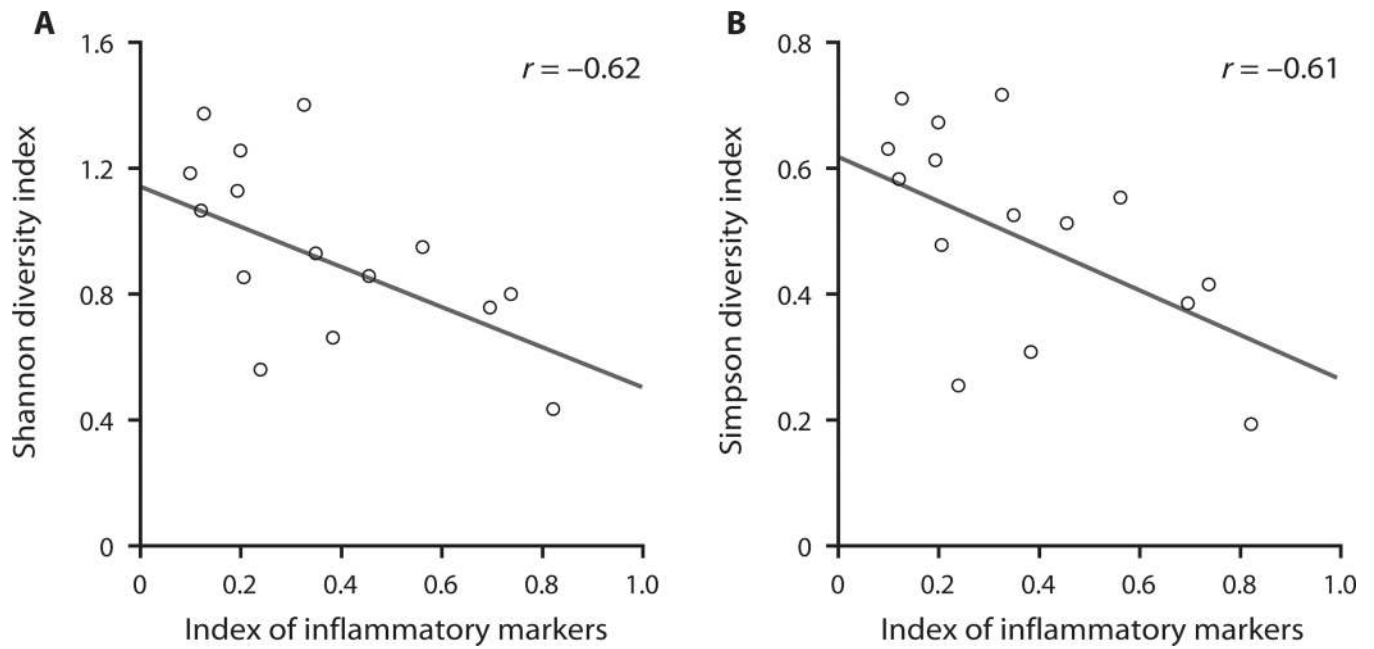 A
1.6
1.2
0.8
0.4
0
Shannon diversity index
r = –0.62
0 0.2 0.4 0.6 0.8 1.0
Index of inflammatory markers
B
0.8
0.6
0.4
0.2
0
Simpson diversity index
r = –0.61
0 0.2 0.4 0.6 0.8 1.0
Index of inflammatory markers